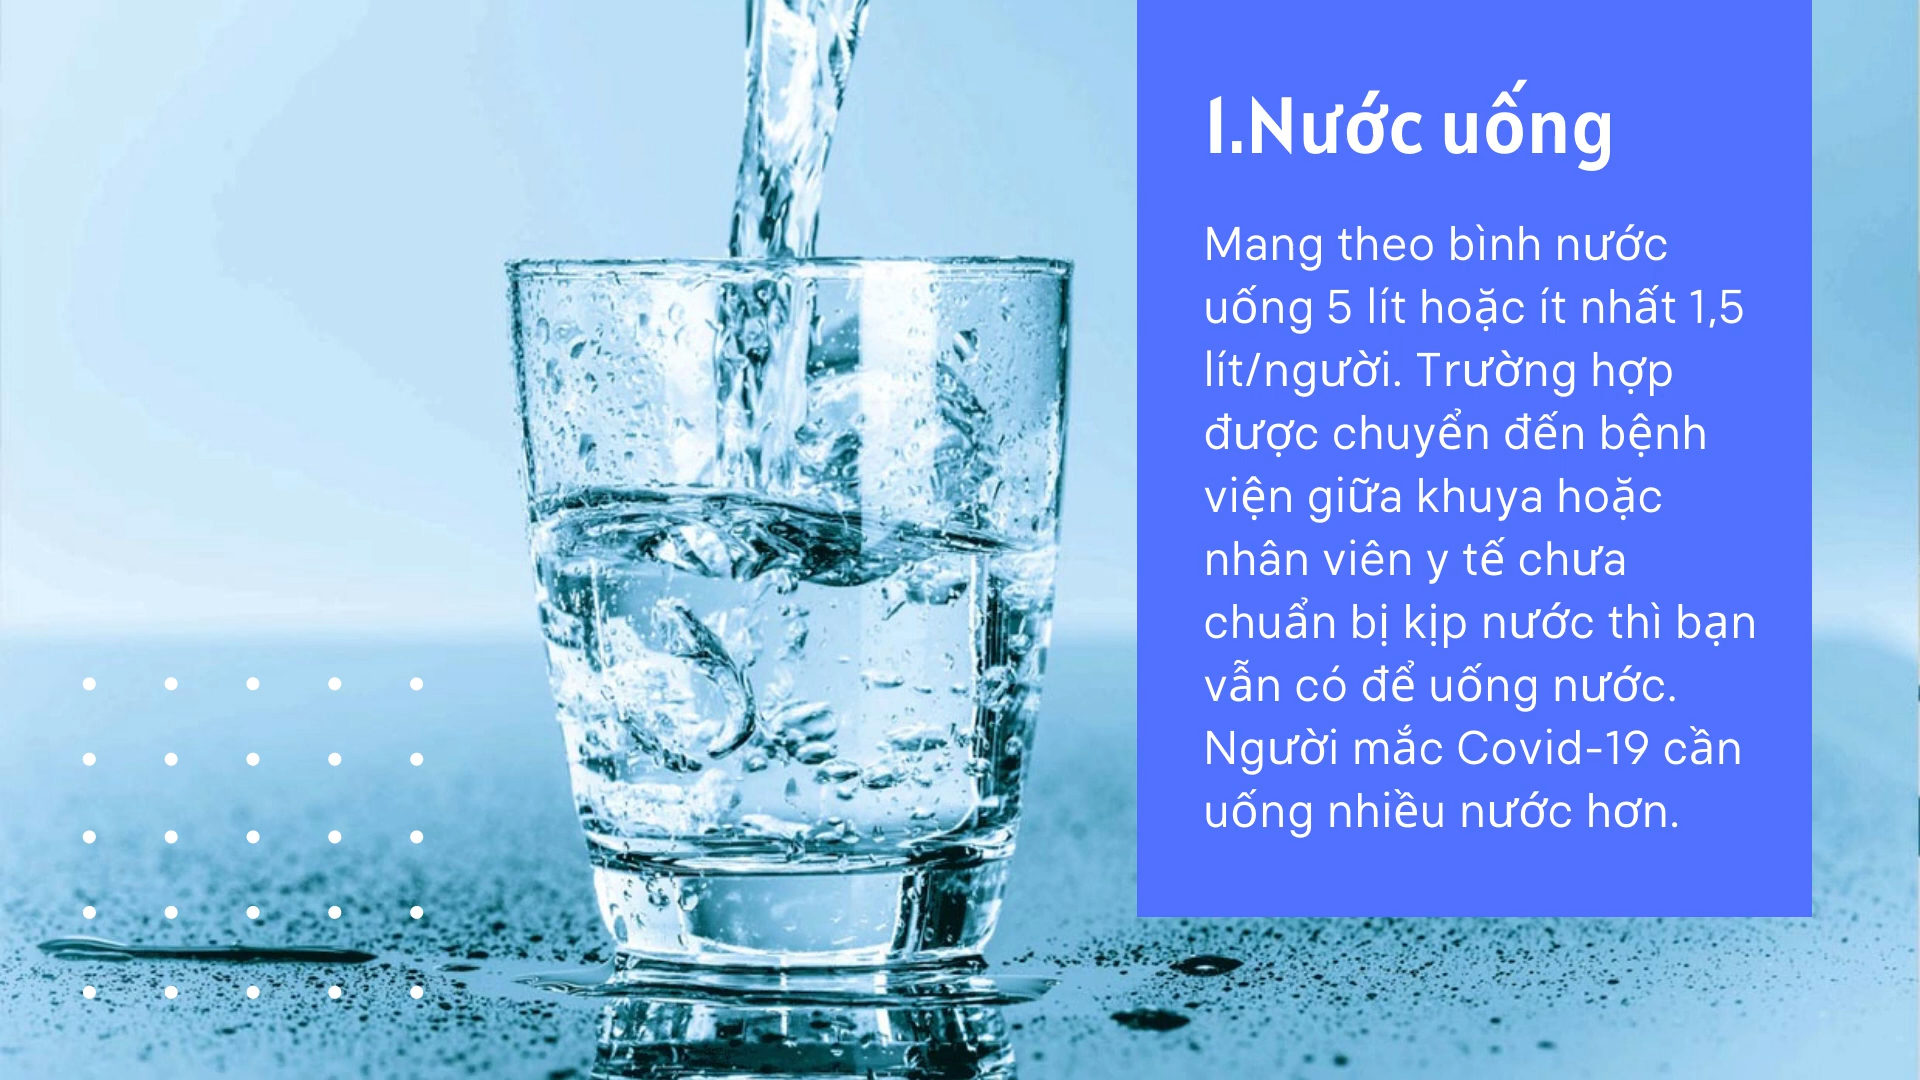 1.Nước uống
Mang theo bình nước
uống 5 lít hoặc ít nhất 1,5
lít/người. Trường hợp
được chuyển đến bệnh
viện giữa khuya hoặc
nhân viên y tế chưa
chuẩn bị kịp nước thì bạn
vẫn có để uống nước.
Người mắc Covid-19 cần
uống nhiều nước hơn.